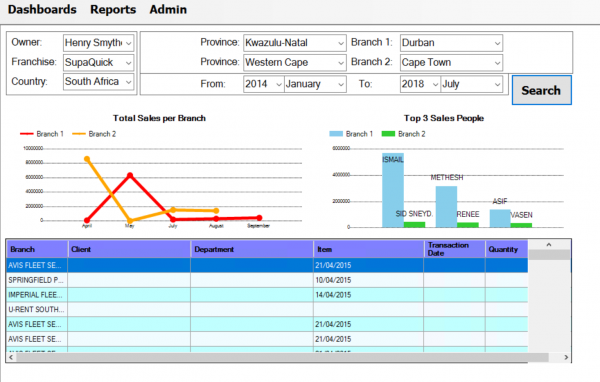 Dashboards Reports Admin
Owner: Henry Smythe Province: Kwazulu-Natal Branch 1: Durban
Franchise: SupaQuick Province: Western Cape Branch 2: Cape Town
Country: South Africa From: 2014 January To: 2018 July Search
Total Sales per Branch Top 3 Sales People
Branch 1 Branch 2 Branch 1 Branch 2
10000000
8000000
6000000
4000000
2000000
0
April May July August September
6000000
4000000
2000000
0
ISMAIL METHESH ASIF
SID SNEYD. RENEE VASEN
Branch Client Department Item Transaction Date Quantity
AVIS FLEET SE... 21/04/2015
SPRINGFIELD P... 10/04/2015
IMPERIAL FLEE... 14/04/2015
U-RENT SOUTH...
AVIS FLEET SE... 21/04/2015
AVIS FLEET SE... 21/04/2015